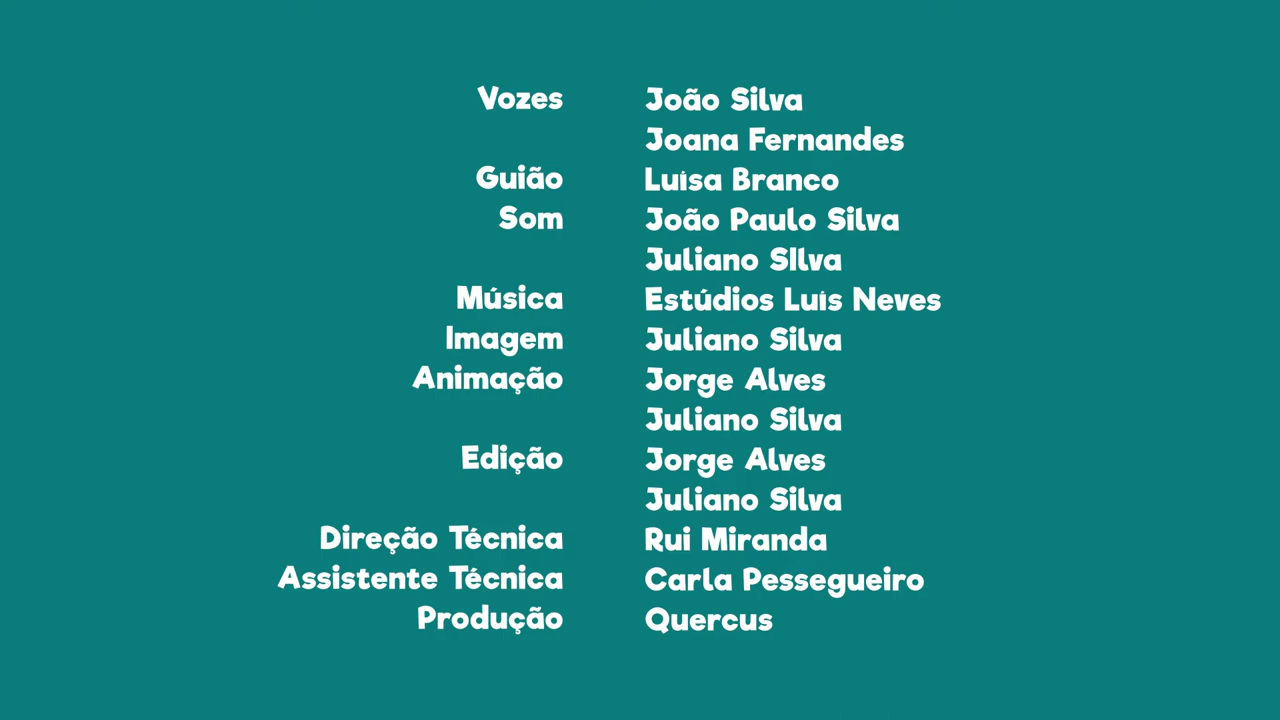 Vozes João Silva
Joana Fernandes
Guião Luísa Branco
Som João Paulo Silva
Juliano SIlva
Música Estúdios Luís Neves
Imagem Juliano Silva
Animação Jorge Alves
Juliano Silva
Edição Jorge Alves
Juliano Silva
Direção Técnica Rui Miranda
Assistente Técnica Carla Pessegueiro
Produção Quercus